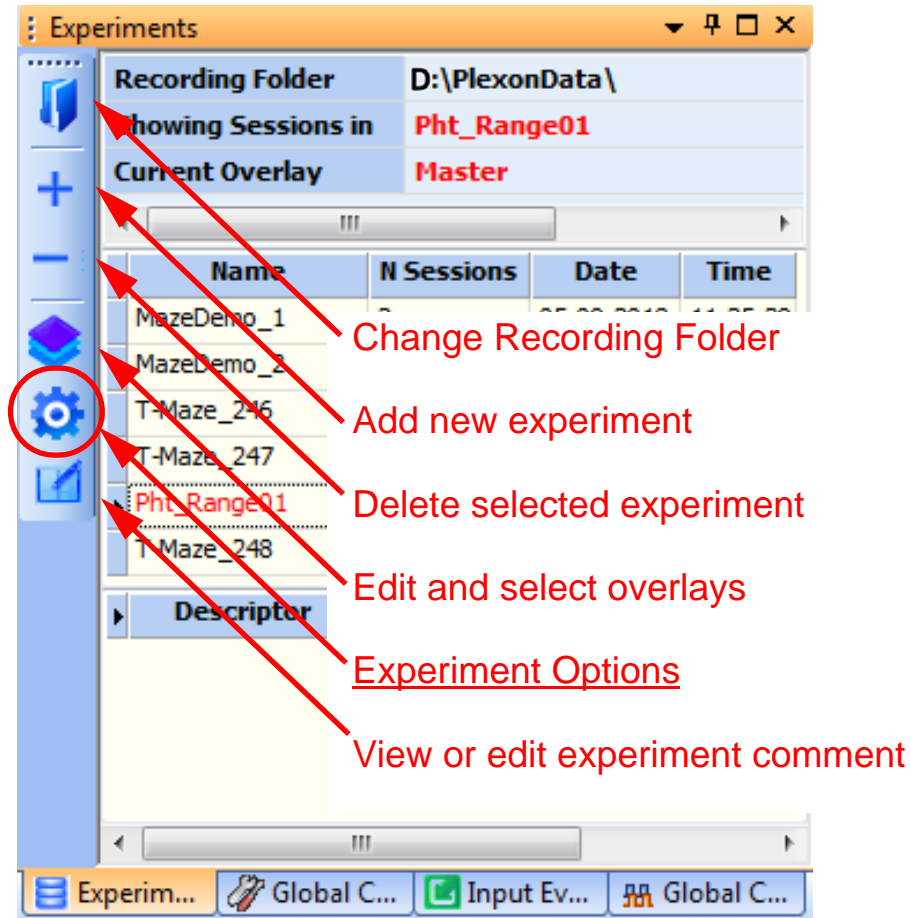 Experiments
Recording Folder D:\PlexonData\
Showing Sessions in Pht_Range01
Current Overlay Master
Name N Sessions Date Time
MazeDemo_1
Change Recording Folder
MazeDemo_2
T-Maze_246
Add new experiment
T-Maze_247
Pht_Range01
Delete selected experiment
T-Maze_248
Edit and select overlays
Descriptor
Experiment Options
View or edit experiment comment
Experim... Global C... Input Ev... Global C...